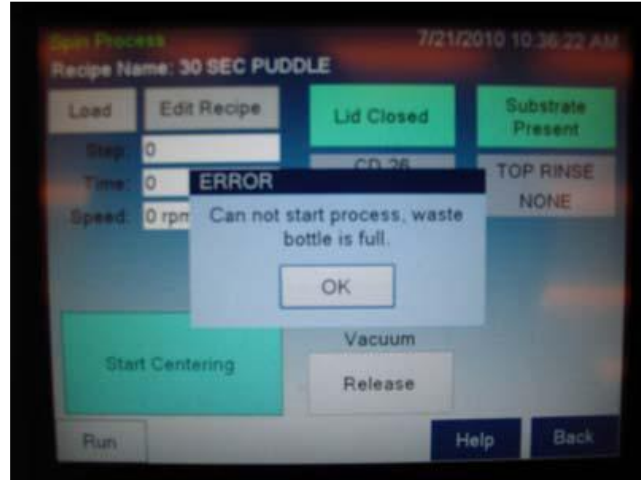 Spin Process 7/21/2010 10:36:22 AM
Recipe Name: 30 SEC PUDDLE
Load Edit Recipe Lid Closed Substrate
Present
Step: 0
CD 26 TOP RINSE
Time: 0 NONE
Speed: 0 rpm
ERROR
Can not start process, waste
bottle is full.
OK
Start Centering
Vacuum
Release
Run Help Back